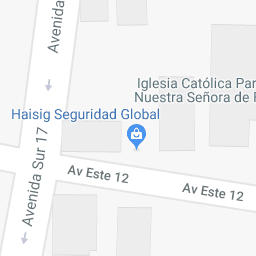 Avenida
Iglesia Católica Par
Nuestra Señora de
Haisig Seguridad Global
Avenida Sur 17
Av Este 12
Av Este 12